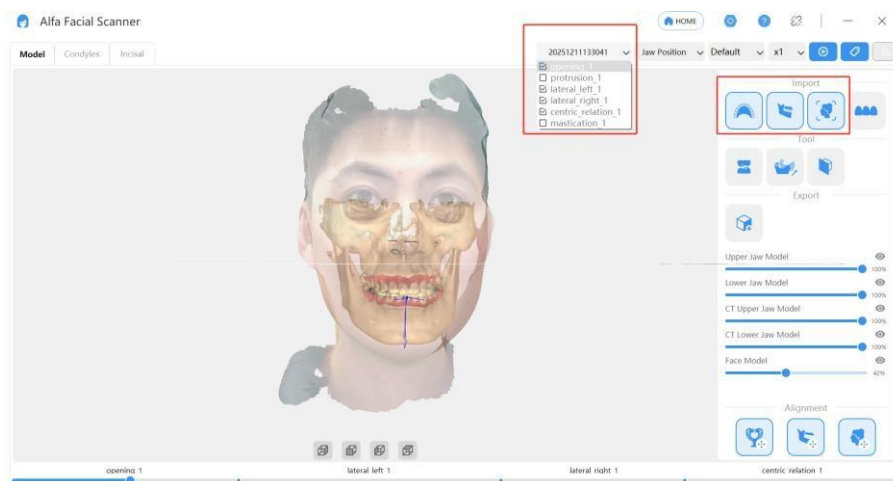 Alfa Facial Scanner
HOME
Model Condyles Incisal
20251211133041 Jaw Position Default x1
opening_1
protrusion_1
lateral_left_1
lateral_right_1
centric_relation_1
mastication_1
Import
Tool
Export
Upper Jaw Model
100%
Lower Jaw Model
100%
CT Upper Jaw Model
100%
CT Lower Jaw Model
100%
Face Model
42%
Alignment
opening 1 lateral left 1 lateral right 1 centric relation 1